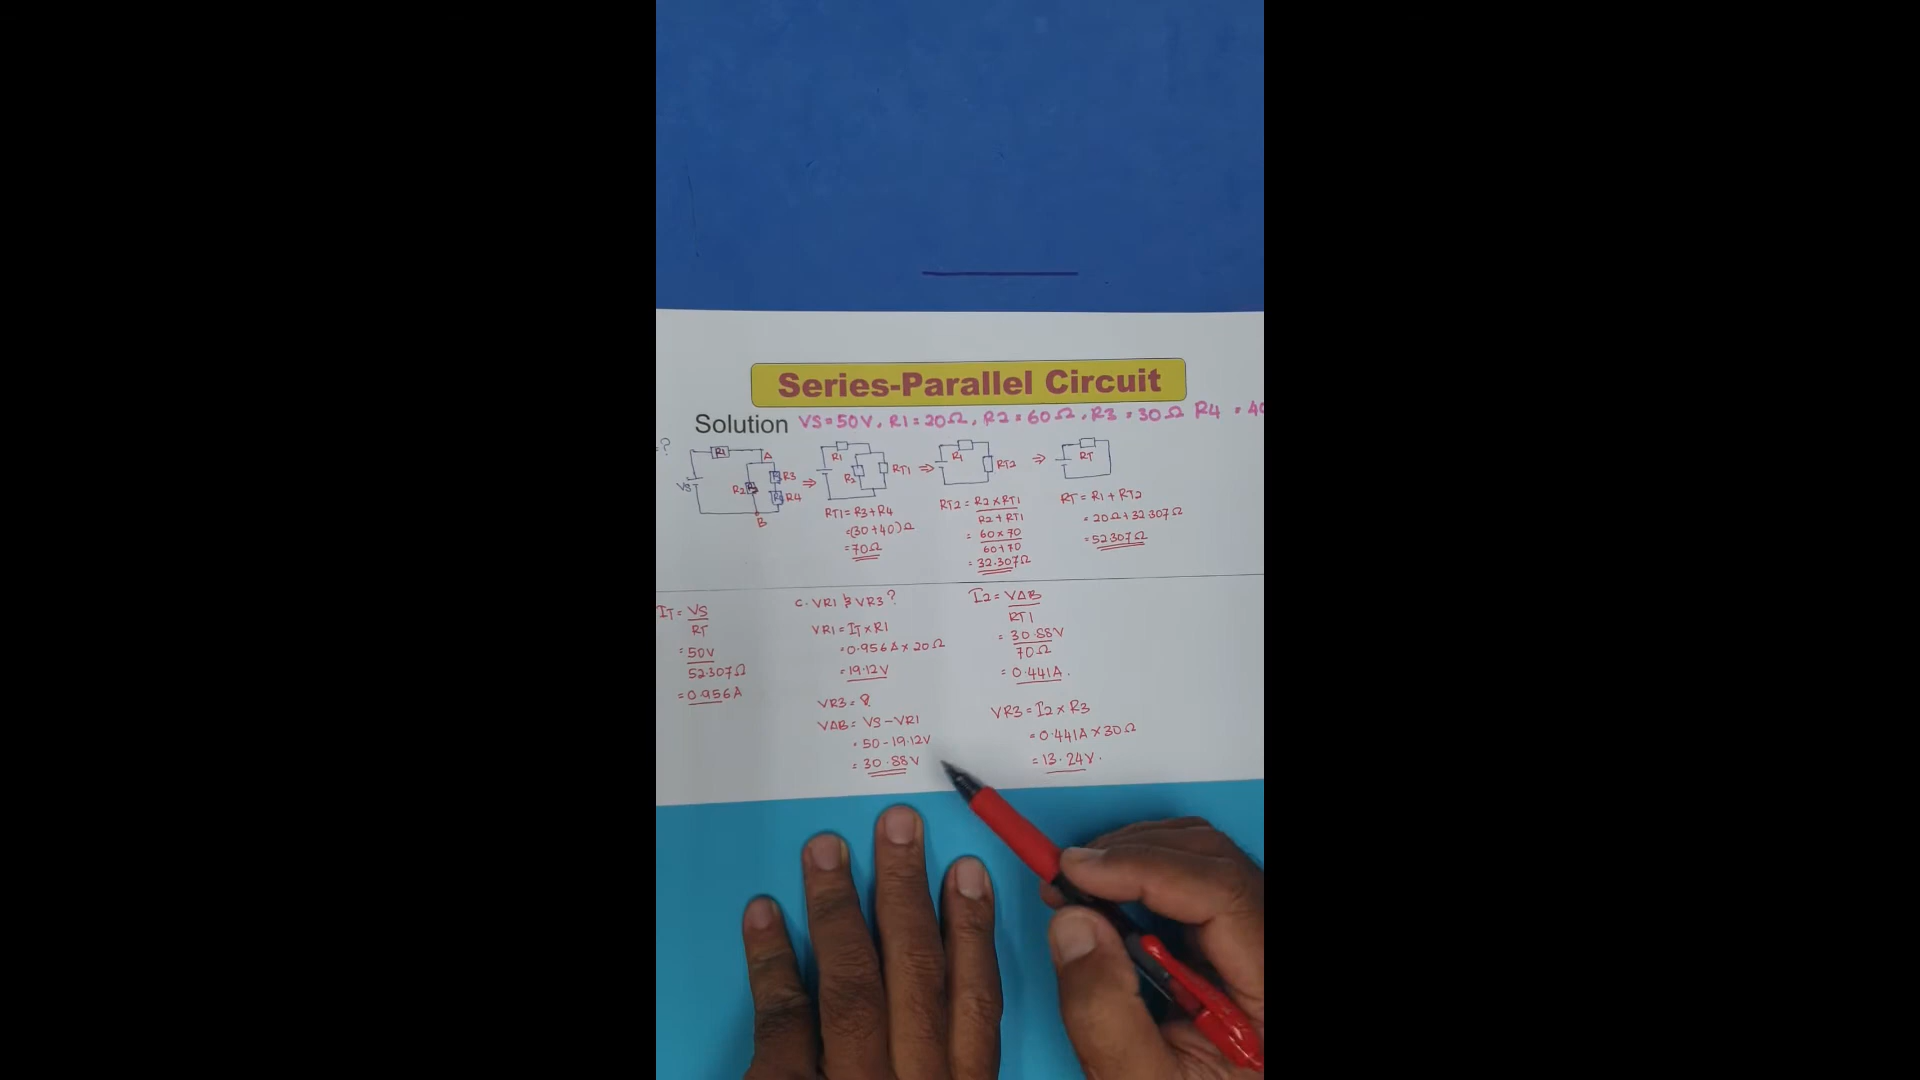 Series-Parallel Circuit
Solution VS=50V, R1=20Ω, R2=60Ω, R3=30Ω R4 = 40
=?
R1
A
VS
R2
R3
R4
B
⇒
R1
R2
RT1
⇒
R1
RT2
⇒
RT
RT1 = R3+R4
=(30+40)Ω
=70Ω
RT2 = R2×RT1
R2+RT1
= 60×70
60+70
= 32.307Ω
RT = R1+RT2
= 20Ω+32.307Ω
= 52.307Ω
IT = VS
RT
= 50V
52.307Ω
= 0.956A
C. VR1 & VR3?
VR1 = IT×R1
=0.956A×20Ω
=19.12V
VR3 = ?
VAB = VS-VR1
= 50-19.12V
= 30.88V
I2 = VAB
RT1
= 30.88V
70Ω
= 0.441A.
VR3 = I2 × R3
= 0.441A×30Ω
= 13.24V.